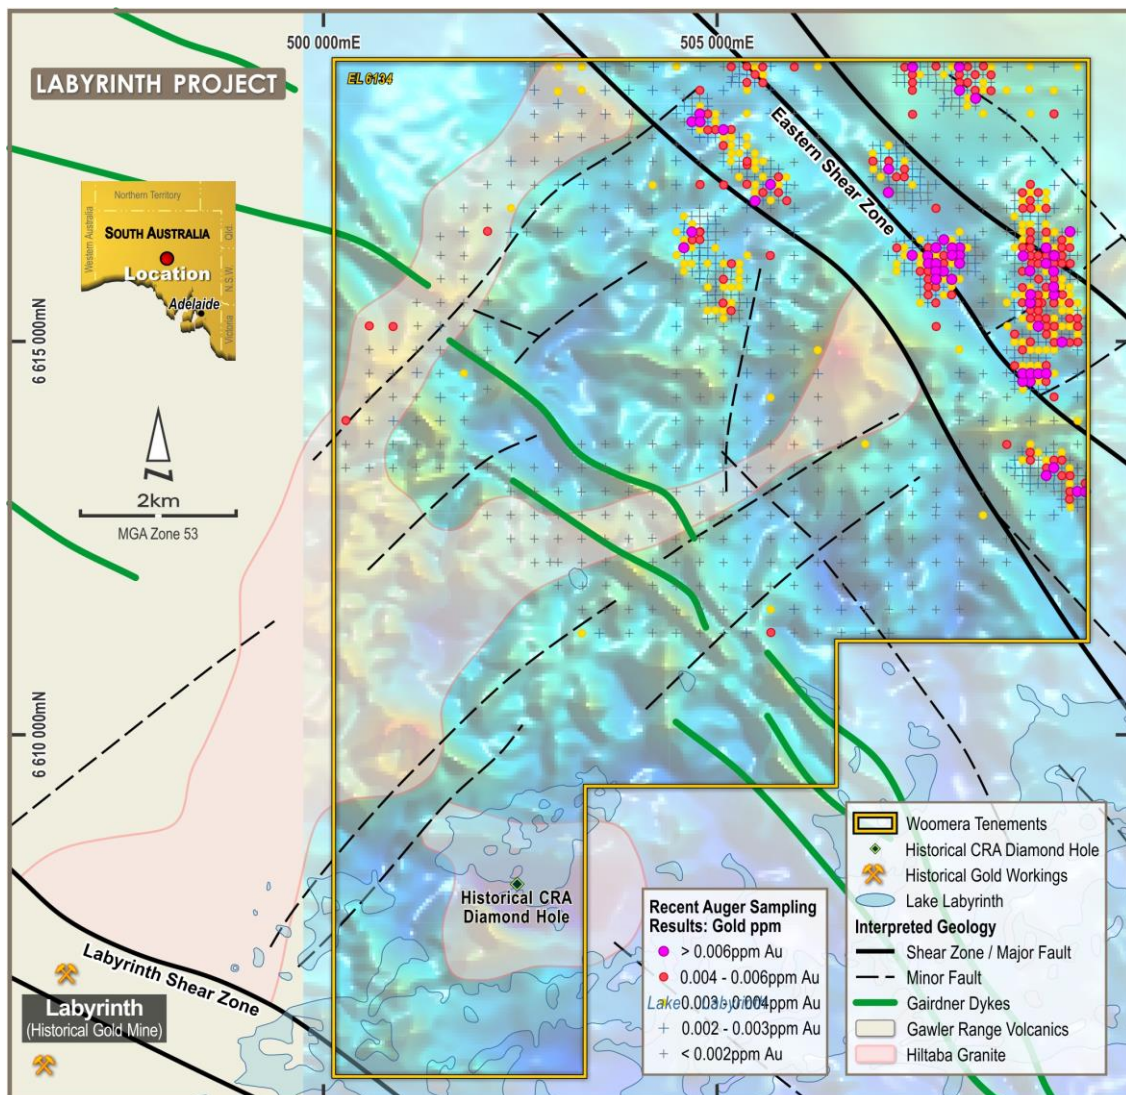 500 000mE
505 000mE
LABYRINTH PROJECT
EL 6134
Eastern Shear Zone
Northern Territory
Western Australia
SOUTH AUSTRALIA
Qld.
Location
N.S.W
Adelaide
Victoria
6 615 000mN
N
2km
MGA Zone 53
6 610 000mN
Historical CRA
Diamond Hole
Labyrinth Shear Zone
Labyrinth
(Historical Gold Mine)
Recent Auger Sampling
Results: Gold ppm
> 0.006ppm Au
0.004 - 0.006ppm Au
0.003 - 0.004ppm Au
Lake Labyrinth
0.002 - 0.003ppm Au
< 0.002ppm Au
Woomera Tenements
Historical CRA Diamond Hole
Historical Gold Workings
Lake Labyrinth
Interpreted Geology
Shear Zone / Major Fault
Minor Fault
Gairdner Dykes
Gawler Range Volcanics
Hiltaba Granite